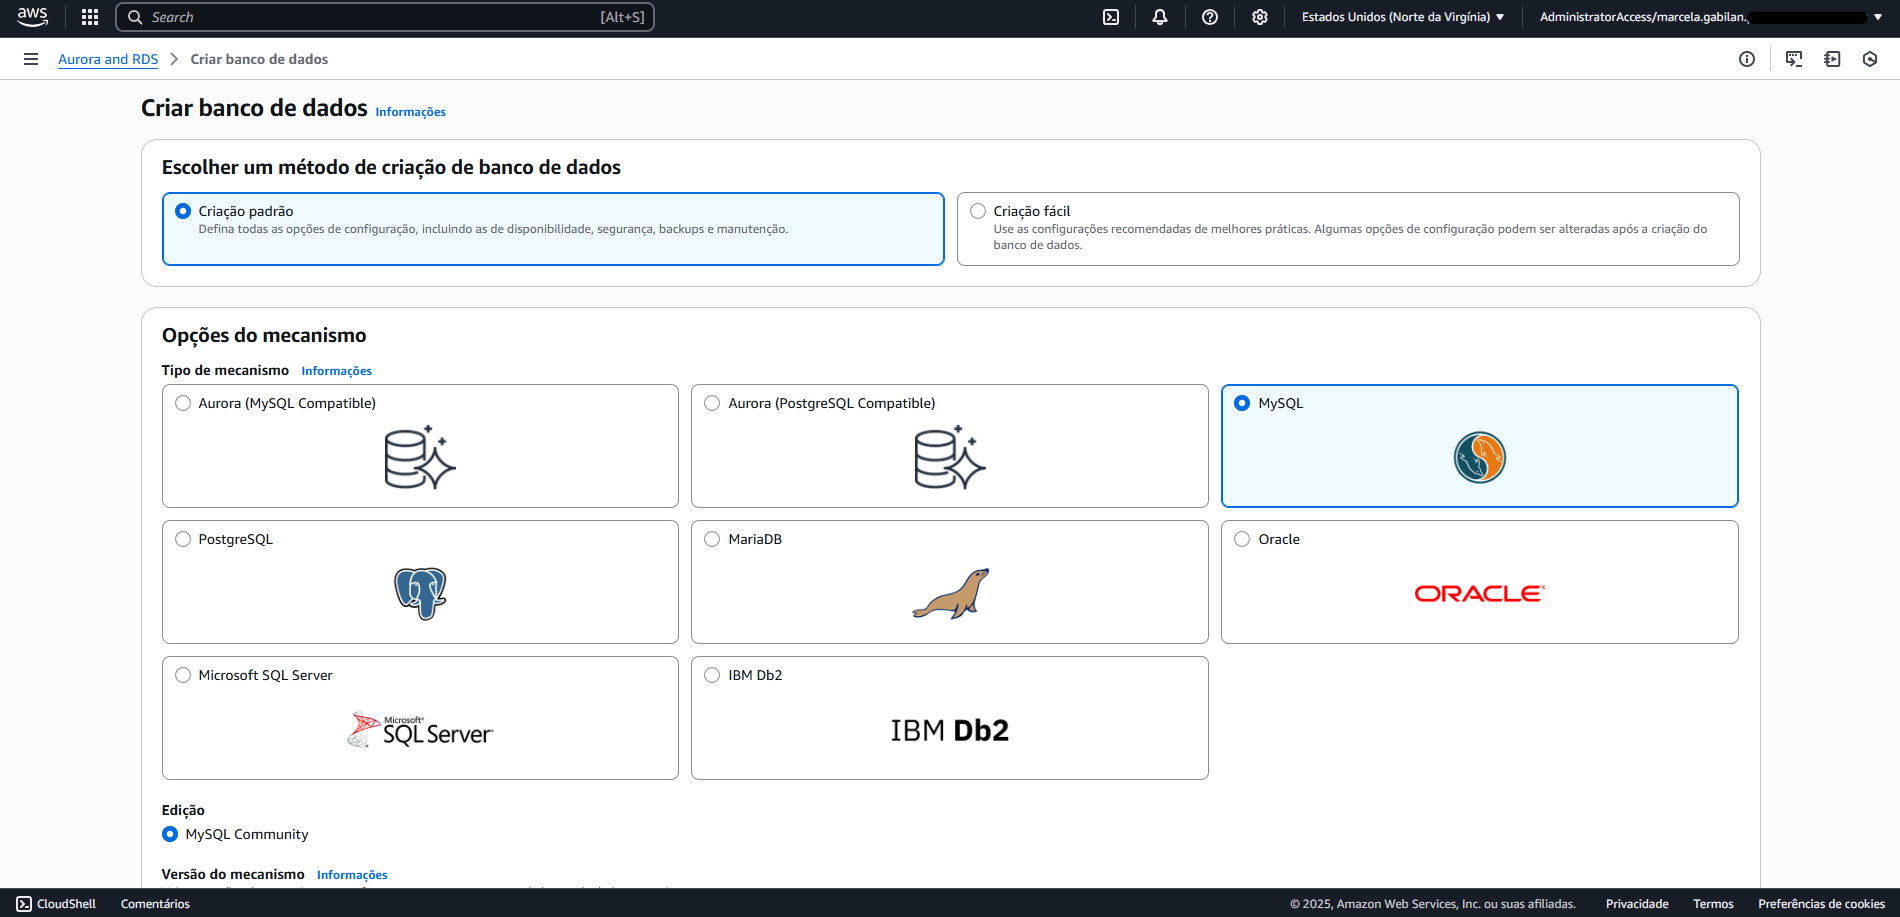 aws
Search
[Alt+S]
Estados Unidos (Norte da Virgínia)
AdministratorAccess/marcela.gabilan.
Aurora and RDS
Criar banco de dados
Criar banco de dados
Informações
Escolher um método de criação de banco de dados
Criação padrão
Defina todas as opções de configuração, incluindo as de disponibilidade, segurança, backups e manutenção.
Criação fácil
Use as configurações recomendadas de melhores práticas. Algumas opções de configuração podem ser alteradas após a criação do
banco de dados.
Opções do mecanismo
Tipo de mecanismo
Informações
Aurora (MySQL Compatible)
Aurora (PostgreSQL Compatible)
MySQL
PostgreSQL
MariaDB
Oracle
ORACLE
Microsoft SQL Server
Microsoft
SQL Server
IBM Db2
IBM Db2
Edição
MySQL Community
Versão do mecanismo
Informações
CloudShell
Comentários
© 2025, Amazon Web Services, Inc. ou suas afiliadas.
Privacidade
Termos
Preferências de cookies